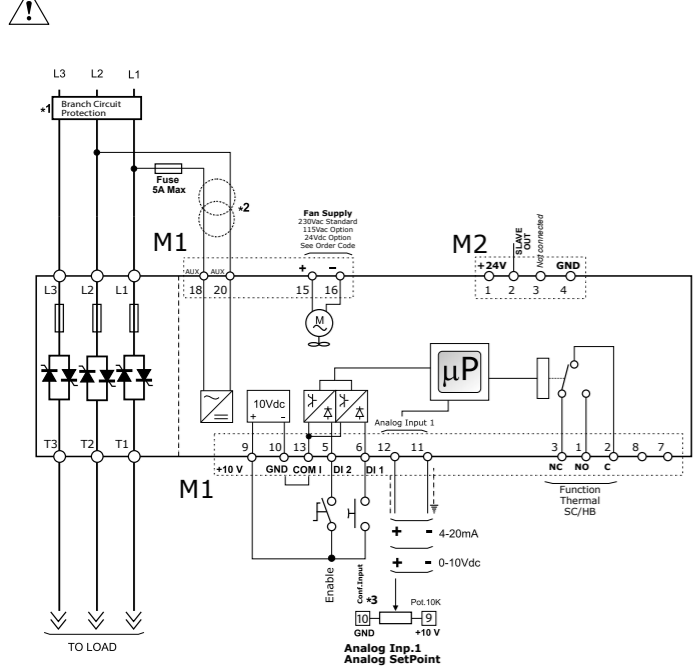 !
L3 L2 L1
*1 Branch Circuit
Protection
Fuse
5A Max
*2
Fan Supply
230Vac Standard
115Vac Option
24Vdc Option
See Order Code
M1
M2
SLAVE
OUT
Not connected
AUX AUX
+ -
+24V GND
18 20 15 16 1 2 3 4
L3 L2 L1
M
µP
10Vdc
+ -
Analog Input 1
T3 T2 T1
9 10 13 5 6 12 11 3 1 2 8 7
+10 V GND COM I DI 2 DI 1 NC NO C
M1
Function
Thermal
SC/HB
Enable
Conf.Input
+ - 4-20mA
+ - 0-10Vdc
*3
Pot.10K
10 9
GND +10 V
Analog Inp.1
Analog SetPoint
TO LOAD